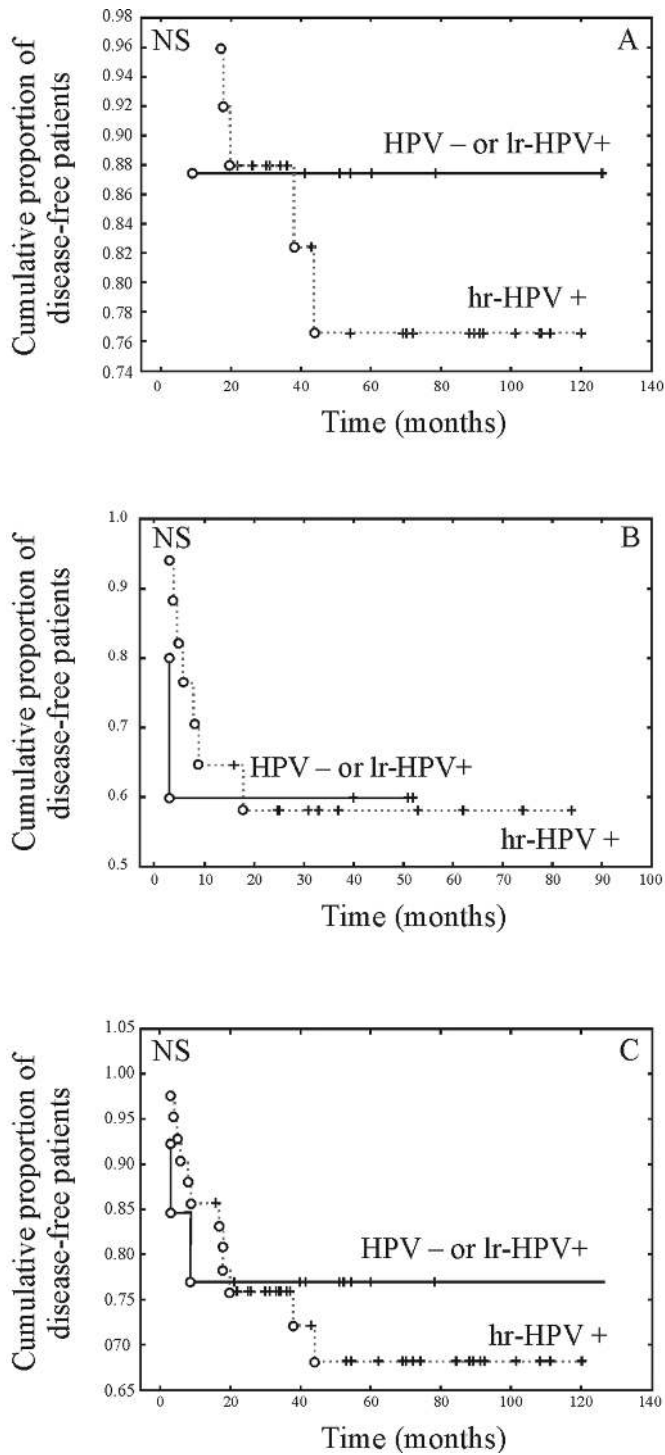 Cumulative proportion of
disease-free patients
0.98
0.96
0.92
0.90
0.88
0.86
0.84
0.82
0.80
0.78
0.76
0.74
NS
A
HPV – or lr-HPV+
hr-HPV +
0
20
40
60
80
100
120
140
Time (months)
Cumulative proportion of
disease-free patients
1.0
0.9
0.8
0.7
0.6
0.5
NS
B
HPV – or lr-HPV+
hr-HPV +
0
10
20
30
40
50
60
70
80
90
100
Time (months)
Cumulative proportion of
disease-free patients
1.05
1.00
0.95
0.90
0.85
0.80
0.75
0.70
0.65
NS
C
HPV – or lr-HPV+
hr-HPV +
0
20
40
60
80
100
120
140
Time (months)